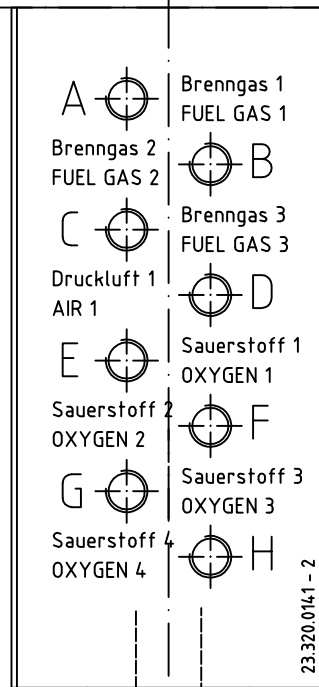 A
Brenngas 1
FUEL GAS 1
Brenngas 2
FUEL GAS 2
B
C
Brenngas 3
FUEL GAS 3
Druckluft 1
AIR 1
D
E
Sauerstoff 1
OXYGEN 1
Sauerstoff 2
OXYGEN 2
F
G
Sauerstoff 3
OXYGEN 3
Sauerstoff 4
OXYGEN 4
H
23.320.0141 - 2